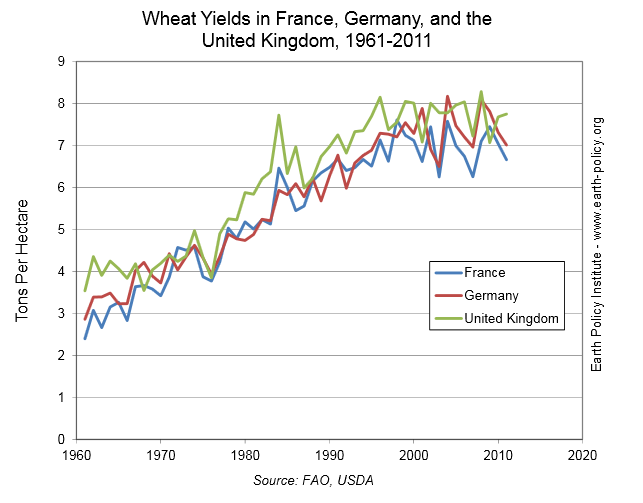 Wheat Yields in France, Germany, and the
United Kingdom, 1961-2011
9
8
7
6
5
4
3
2
1
0
Tons Per Hectare
1960 1970 1980 1990 2000 2010 2020
France
Germany
United Kingdom
Earth Policy Institute - www.earth-policy.org
Source: FAO, USDA